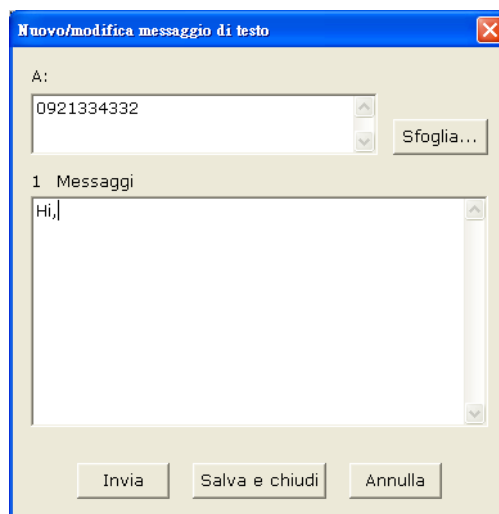 Nuovo/modifica messaggio di testo
A:
0921334332
Sfoglia...
1 Messaggi
Hi,
Invia Salva e chiudi Annulla